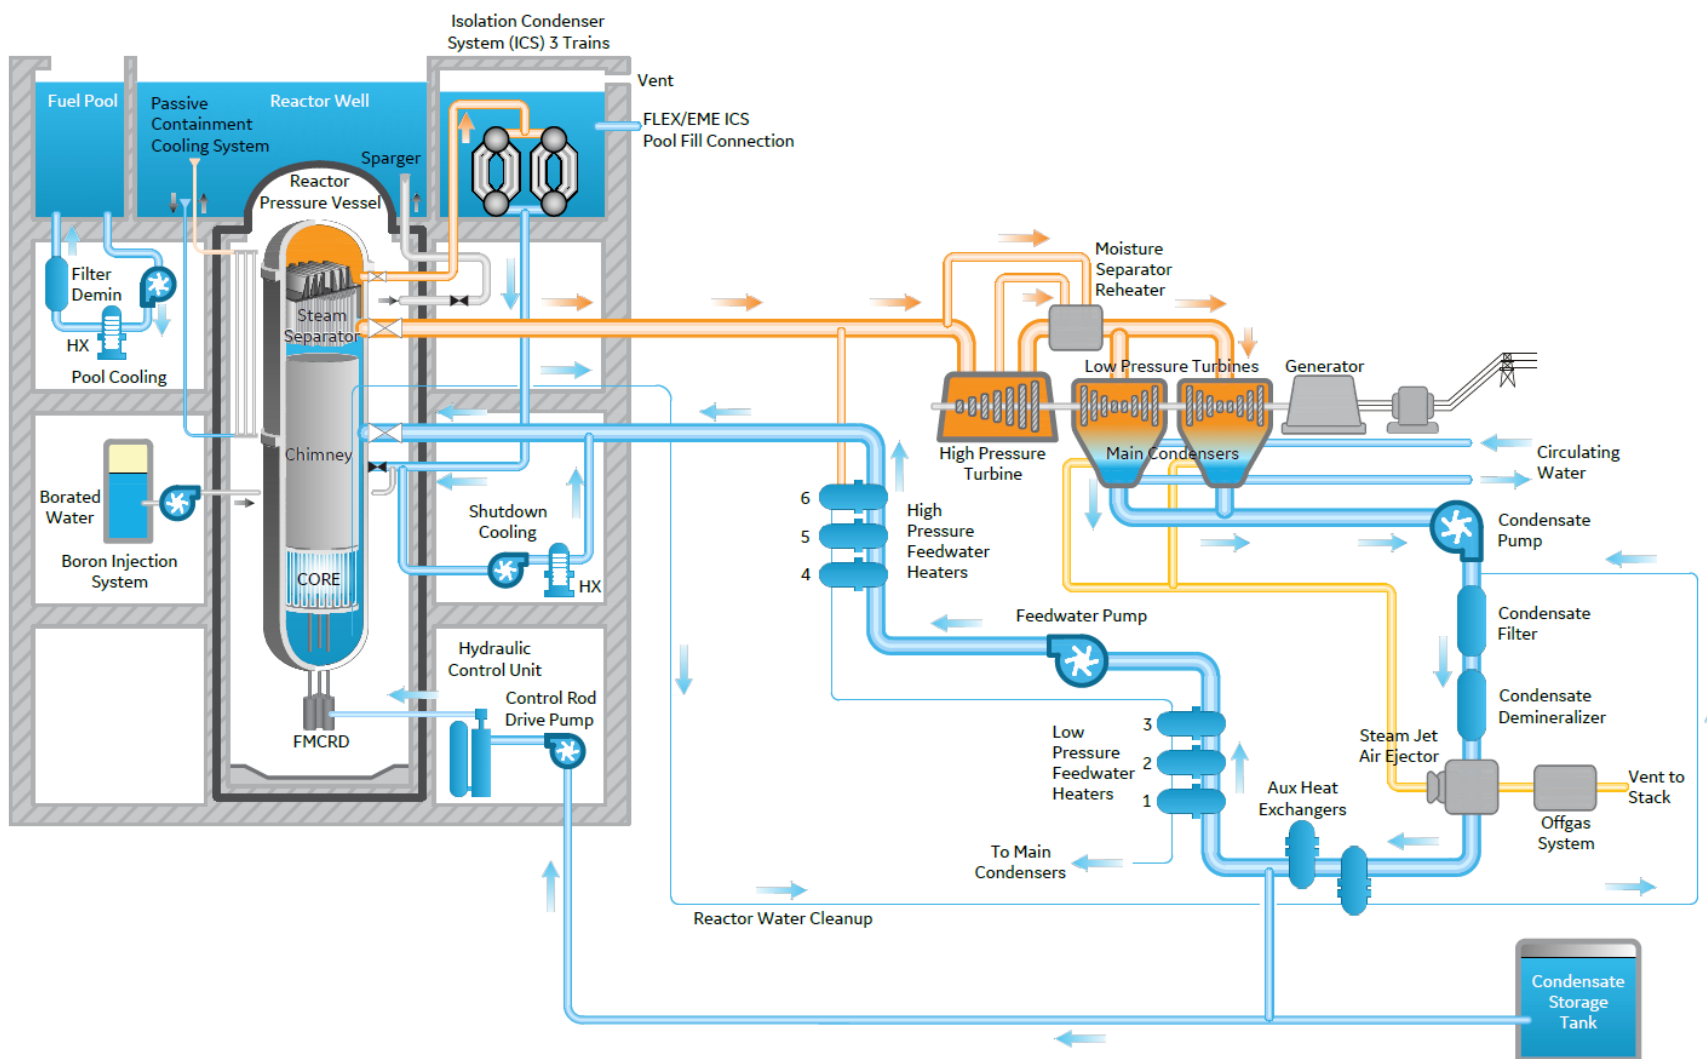 Isolation Condenser
System (ICS) 3 Trains
Vent
Fuel Pool
Passive
Containment
Cooling System
Reactor Well
FLEX/EME ICS
Pool Fill Connection
Sparger
Reactor
Pressure Vessel
Filter
Demin
HX
Pool Cooling
Steam
Separator
Moisture
Separator
Reheater
Low Pressure Turbines
Generator
High Pressure
Turbine
Main Condensers
Circulating
Water
Chimney
Borated
Water
Boron Injection
System
Shutdown
Cooling
HX
CORE
6
5
4
High
Pressure
Feedwater
Heaters
Condensate
Pump
Condensate
Filter
Feedwater Pump
Hydraulic
Control Unit
Control Rod
Drive Pump
FMCRD
Condensate
Demineralizer
Low
Pressure
Feedwater
Heaters
3
2
1
Steam Jet
Air Ejector
Aux Heat
Exchangers
Vent to
Stack
Offgas
System
To Main
Condensers
Reactor Water Cleanup
Condensate
Storage
Tank